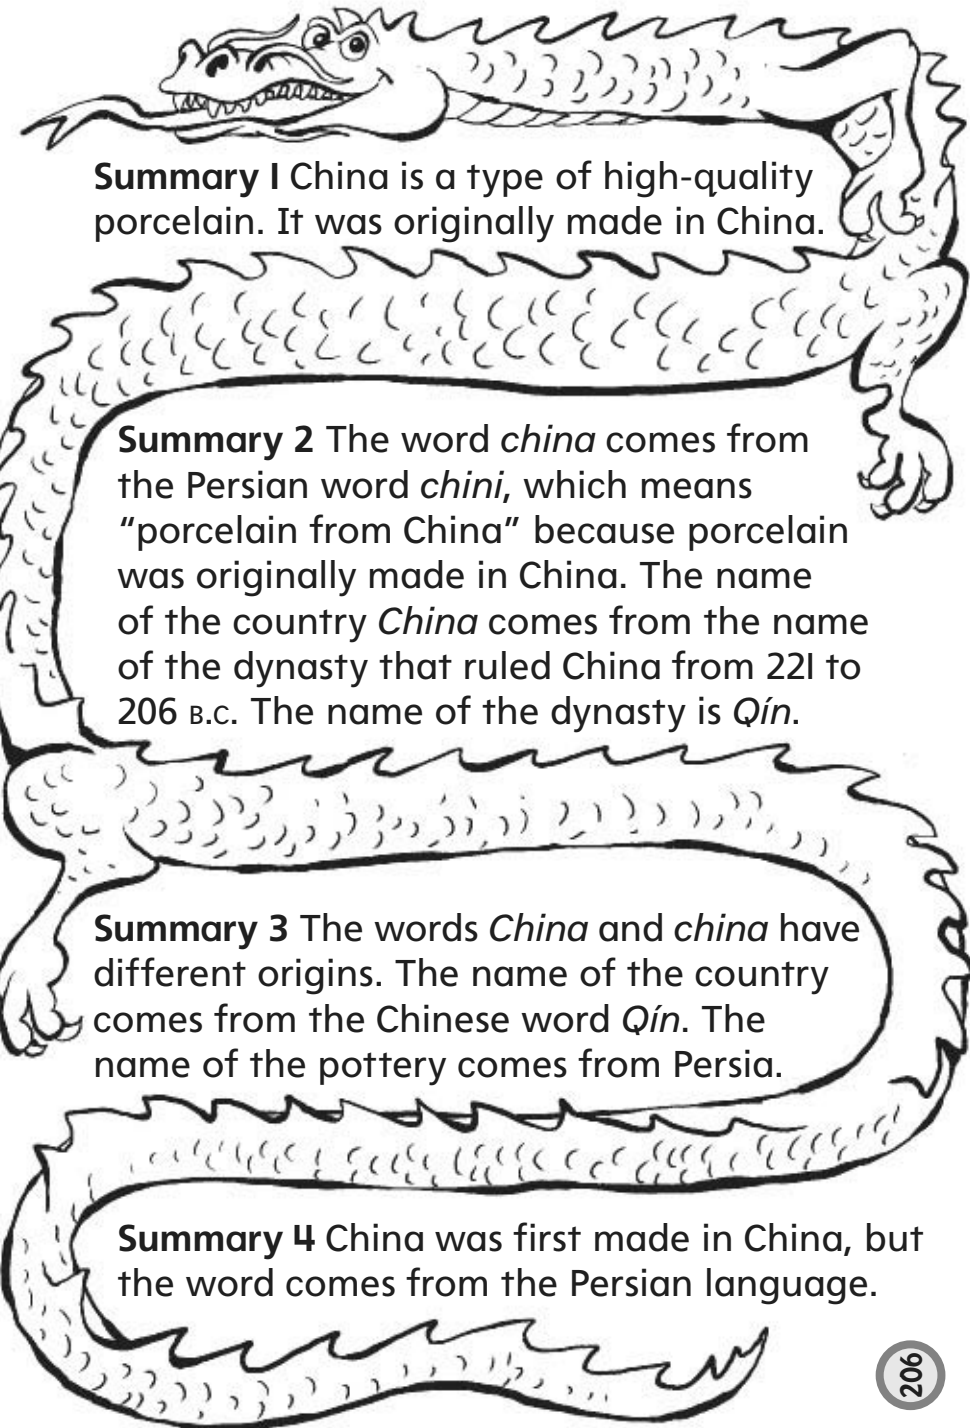 Summary 1 China is a type of high-quality
porcelain. It was originally made in China.
Summary 2 The word china comes from
the Persian word chini, which means
“porcelain from China” because porcelain
was originally made in China. The name
of the country China comes from the name
of the dynasty that ruled China from 221 to
206 B.C. The name of the dynasty is Qín.
Summary 3 The words China and china have
different origins. The name of the country
comes from the Chinese word Qín. The
name of the pottery comes from Persia.
Summary 4 China was first made in China, but
the word comes from the Persian language.
206